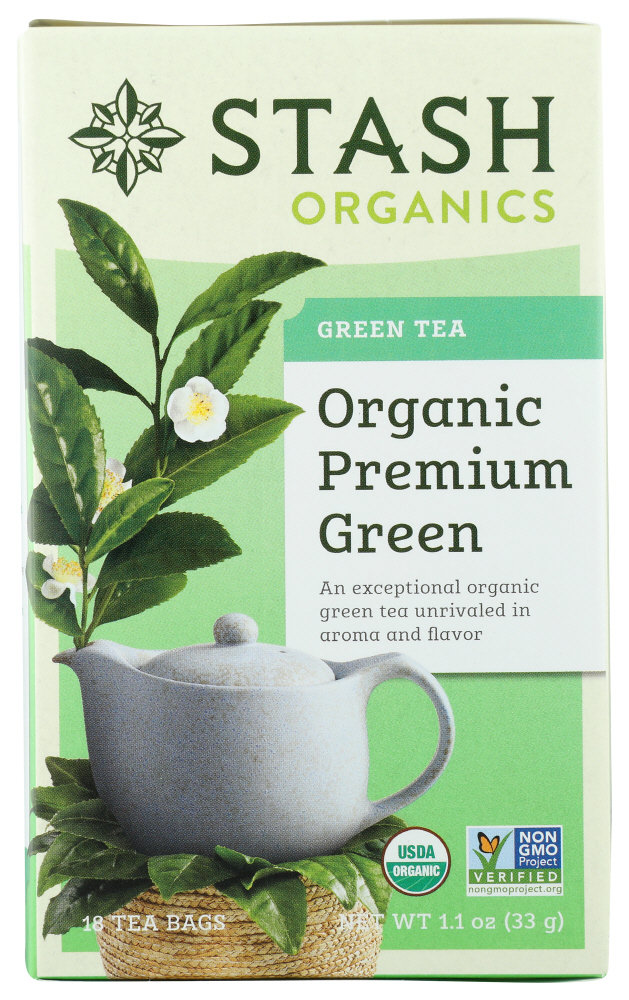 STASH
ORGANICS
GREEN TEA
Organic
Premium
Green
An exceptional organic
green tea unrivaled in
aroma and flavor
USDA
ORGANIC
NON
GMO
Project
VERIFIED
nongmoproject.org
18 TEA BAGS
NET WT 1.1 oz (33 g)